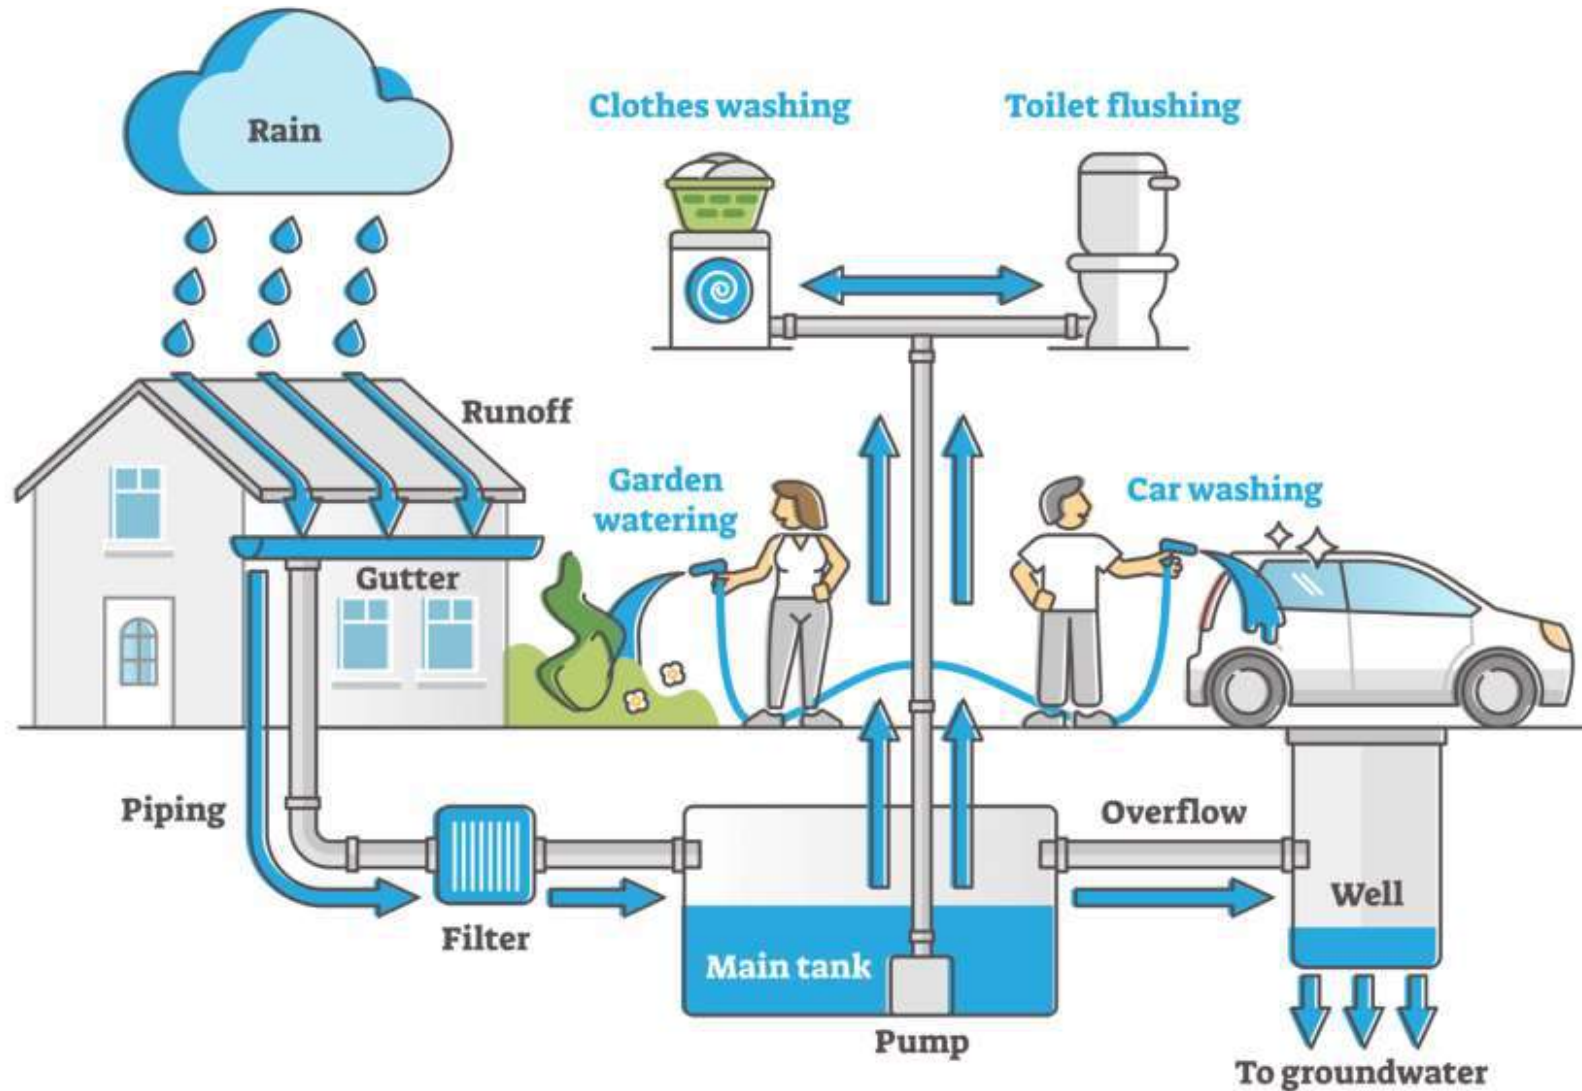 Rain
Clothes washing
Toilet flushing
Runoff
Garden
watering
Car washing
Gutter
Piping
Filter
Main tank
Pump
Overflow
Well
To groundwater